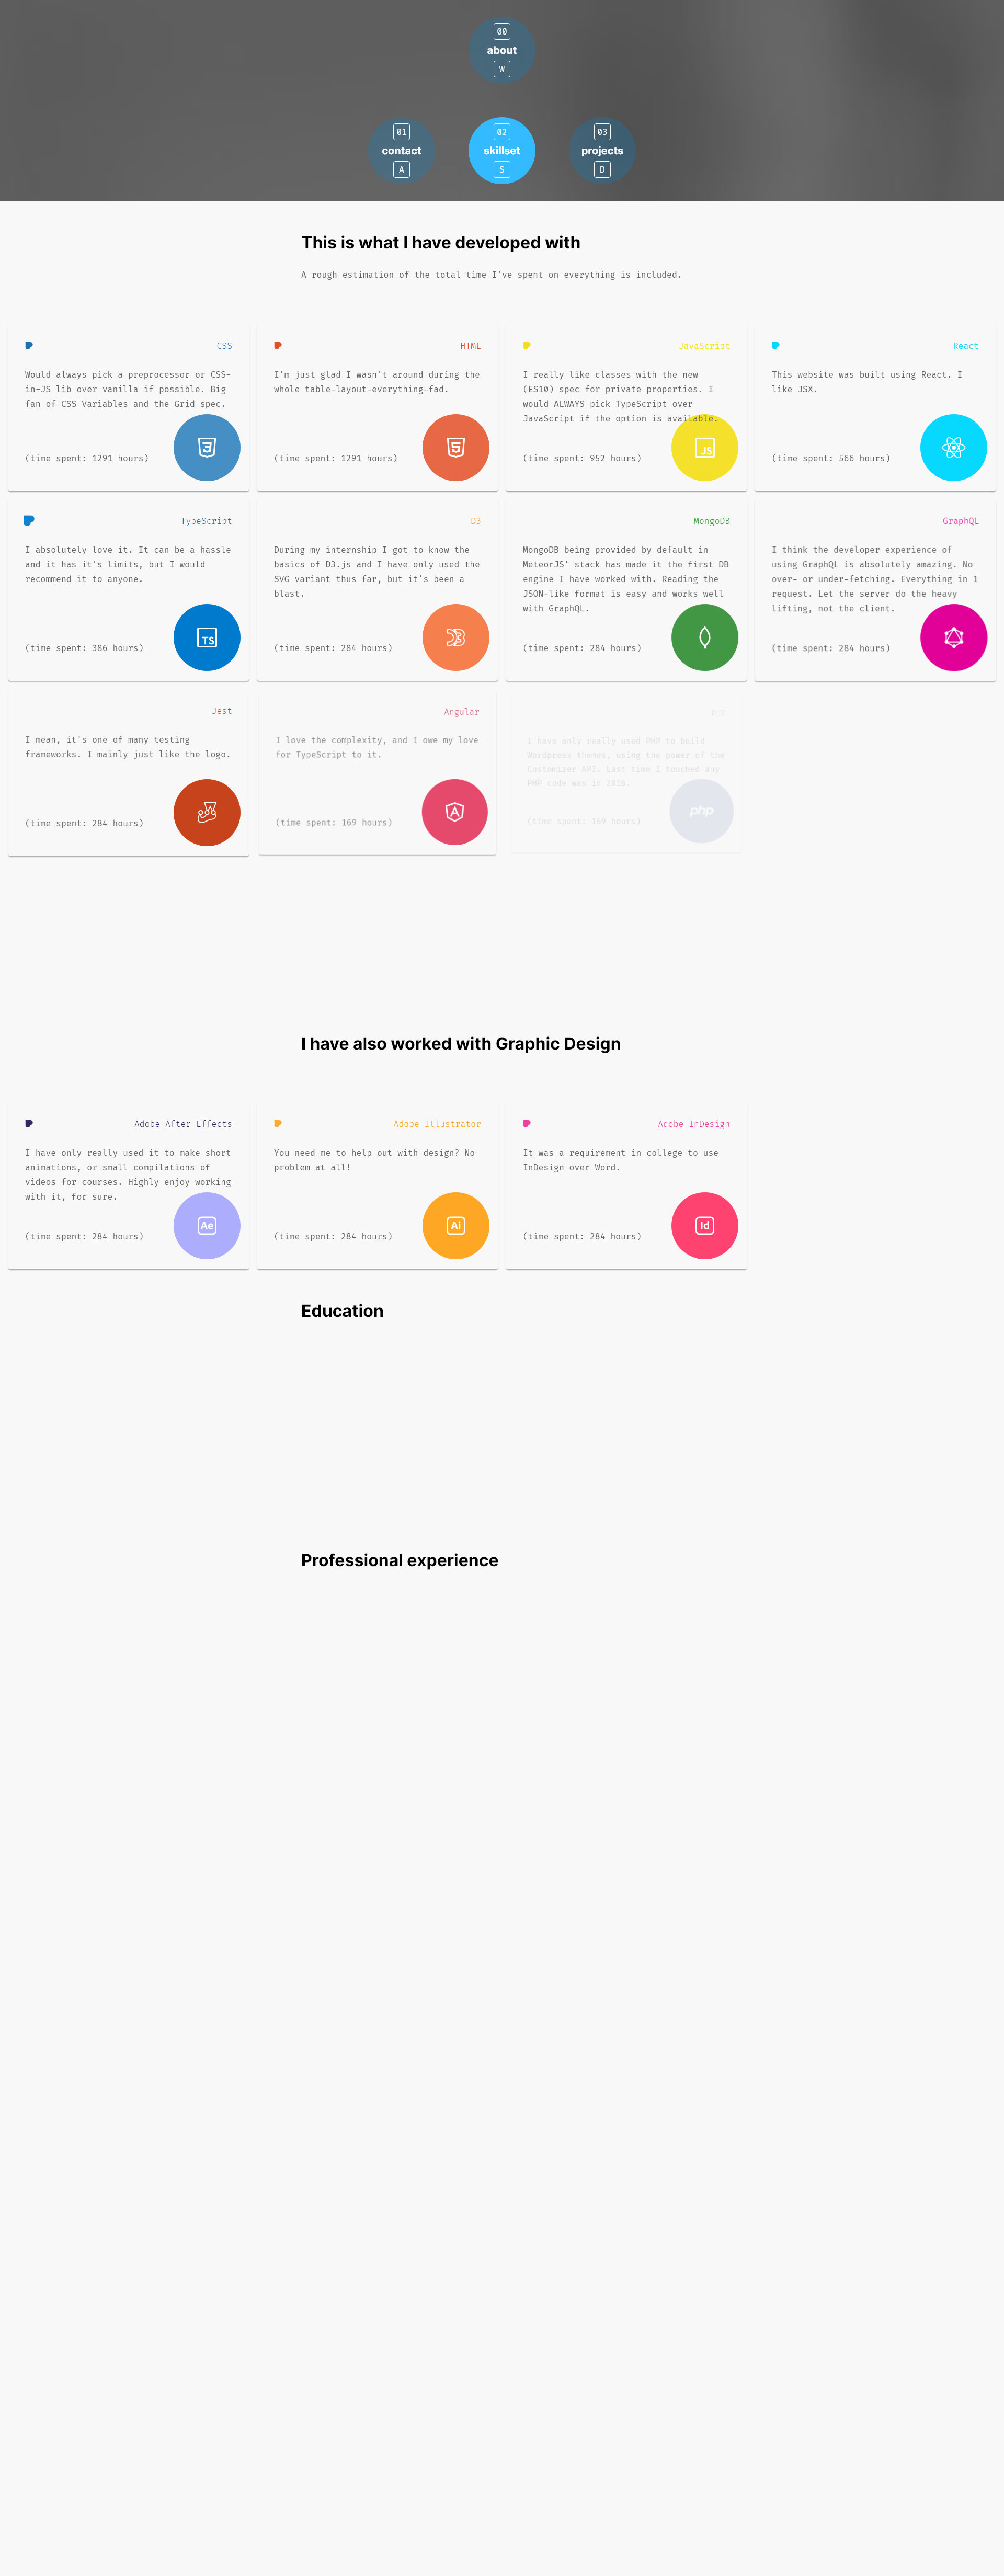 00
about
W
01
contact
A
02
skillset
S
03
projects
D
This is what I have developed with
A rough estimation of the total time I've spent on everything is included.
CSS
Would always pick a preprocessor or CSS-
in-JS lib over vanilla if possible. Big
fan of CSS Variables and the Grid spec.
(time spent: 1291 hours)
HTML
I'm just glad I wasn't around during the
whole table-layout-everything-fad.
(time spent: 1291 hours)
JavaScript
I really like classes with the new
(ES10) spec for private properties. I
would ALWAYS pick TypeScript over
JavaScript if the option is available.
(time spent: 952 hours)
JS
React
This website was built using React. I
like JSX.
(time spent: 566 hours)
TypeScript
I absolutely love it. It can be a hassle
and it has it's limits, but I would
recommend it to anyone.
(time spent: 386 hours)
TS
D3
During my internship I got to know the
basics of D3.js and I have only used the
SVG variant thus far, but it's been a
blast.
(time spent: 284 hours)
D3
MongoDB
MongoDB being provided by default in
MeteorJS' stack has made it the first DB
engine I have worked with. Reading the
JSON-like format is easy and works well
with GraphQL.
(time spent: 284 hours)
GraphQL
I think the developer experience of
using GraphQL is absolutely amazing. No
over- or under-fetching. Everything in 1
request. Let the server do the heavy
lifting, not the client.
(time spent: 284 hours)
Jest
I mean, it's one of many testing
frameworks. I mainly just like the logo.
(time spent: 284 hours)
Angular
I love the complexity, and I owe my love
for TypeScript to it.
(time spent: 169 hours)
A
PHP
I have only really used PHP to build
Wordpress themes, using the power of the
Customizer API. Last time I touched any
PHP code was in 2016.
(time spent: 169 hours)
php
I have also worked with Graphic Design
Adobe After Effects
I have only really used it to make short
animations, or small compilations of
videos for courses. Highly enjoy working
with it, for sure.
(time spent: 284 hours)
Ae
Adobe Illustrator
You need me to help out with design? No
problem at all!
(time spent: 284 hours)
Ai
Adobe InDesign
It was a requirement in college to use
InDesign over Word.
(time spent: 284 hours)
Id
Education
Professional experience